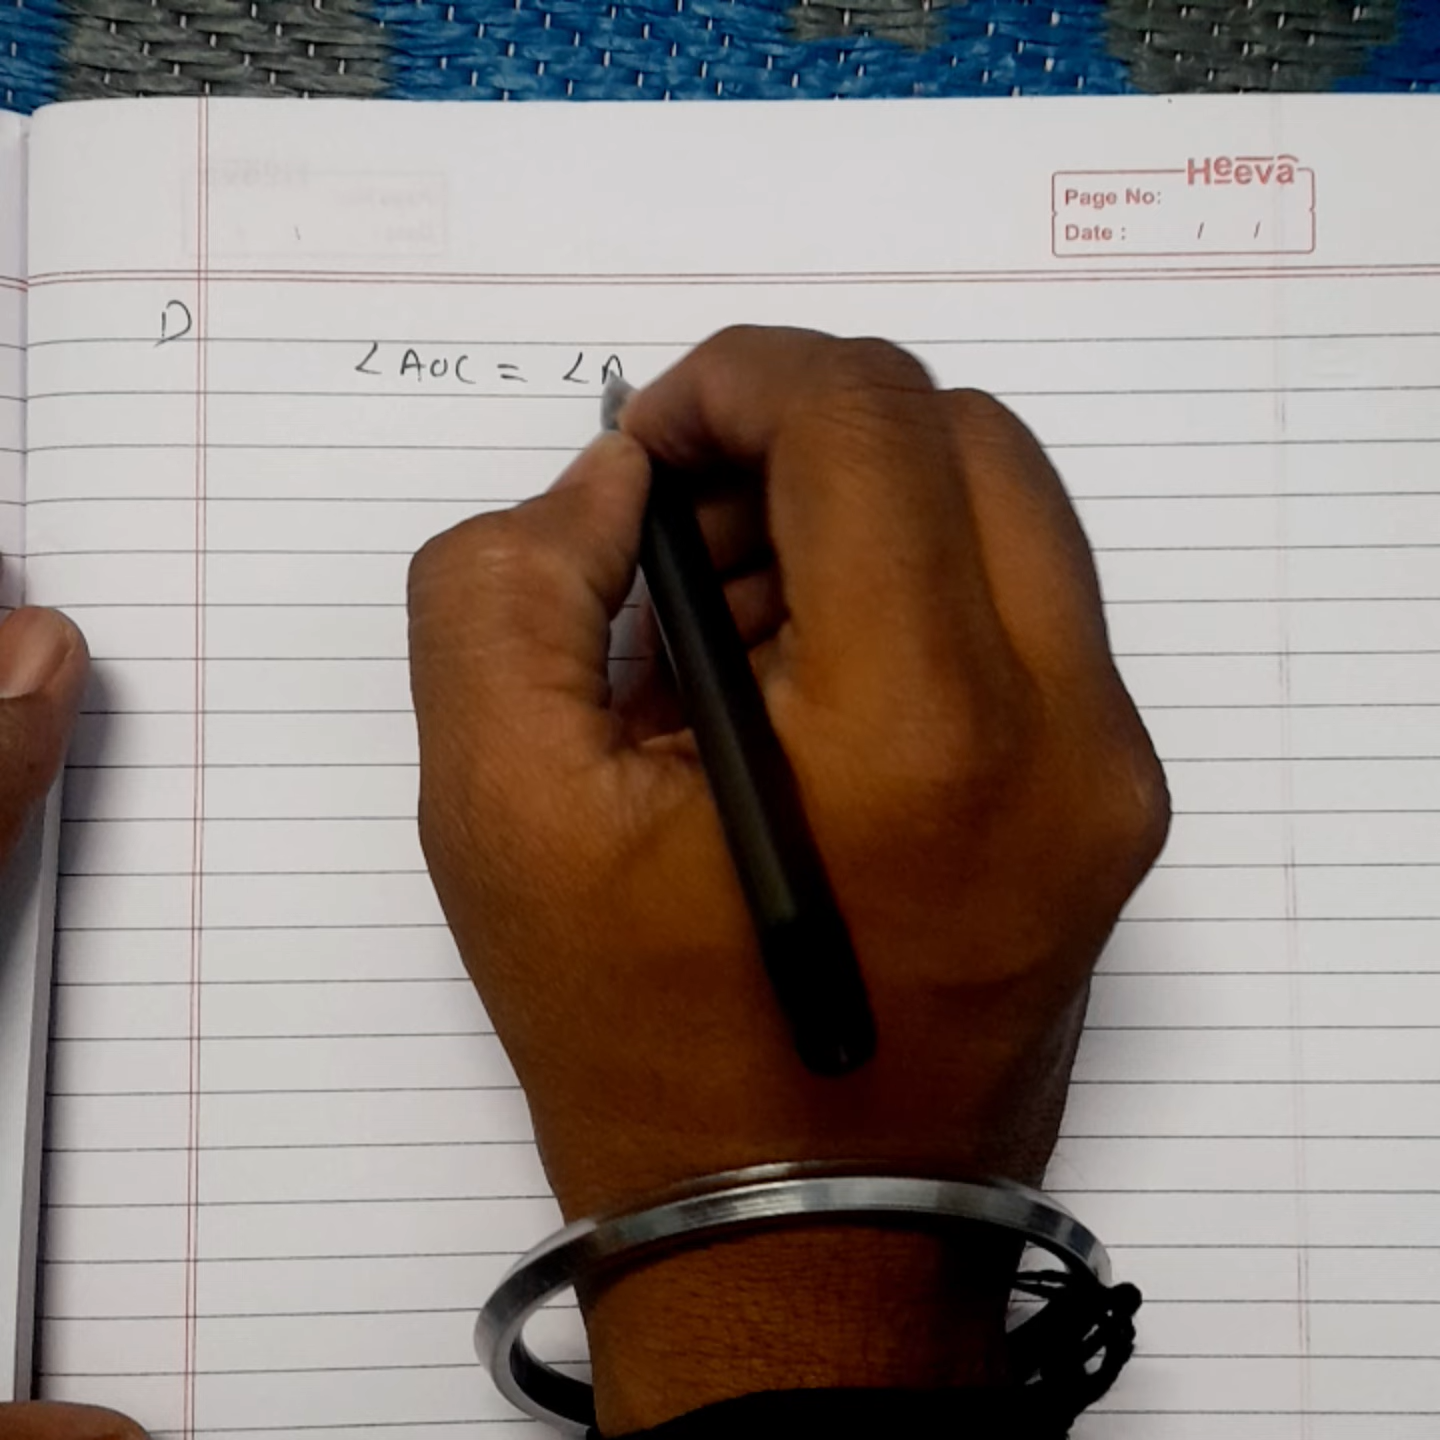 Heeva
Page No:
Date : / /
D
∠AOC = ∠A